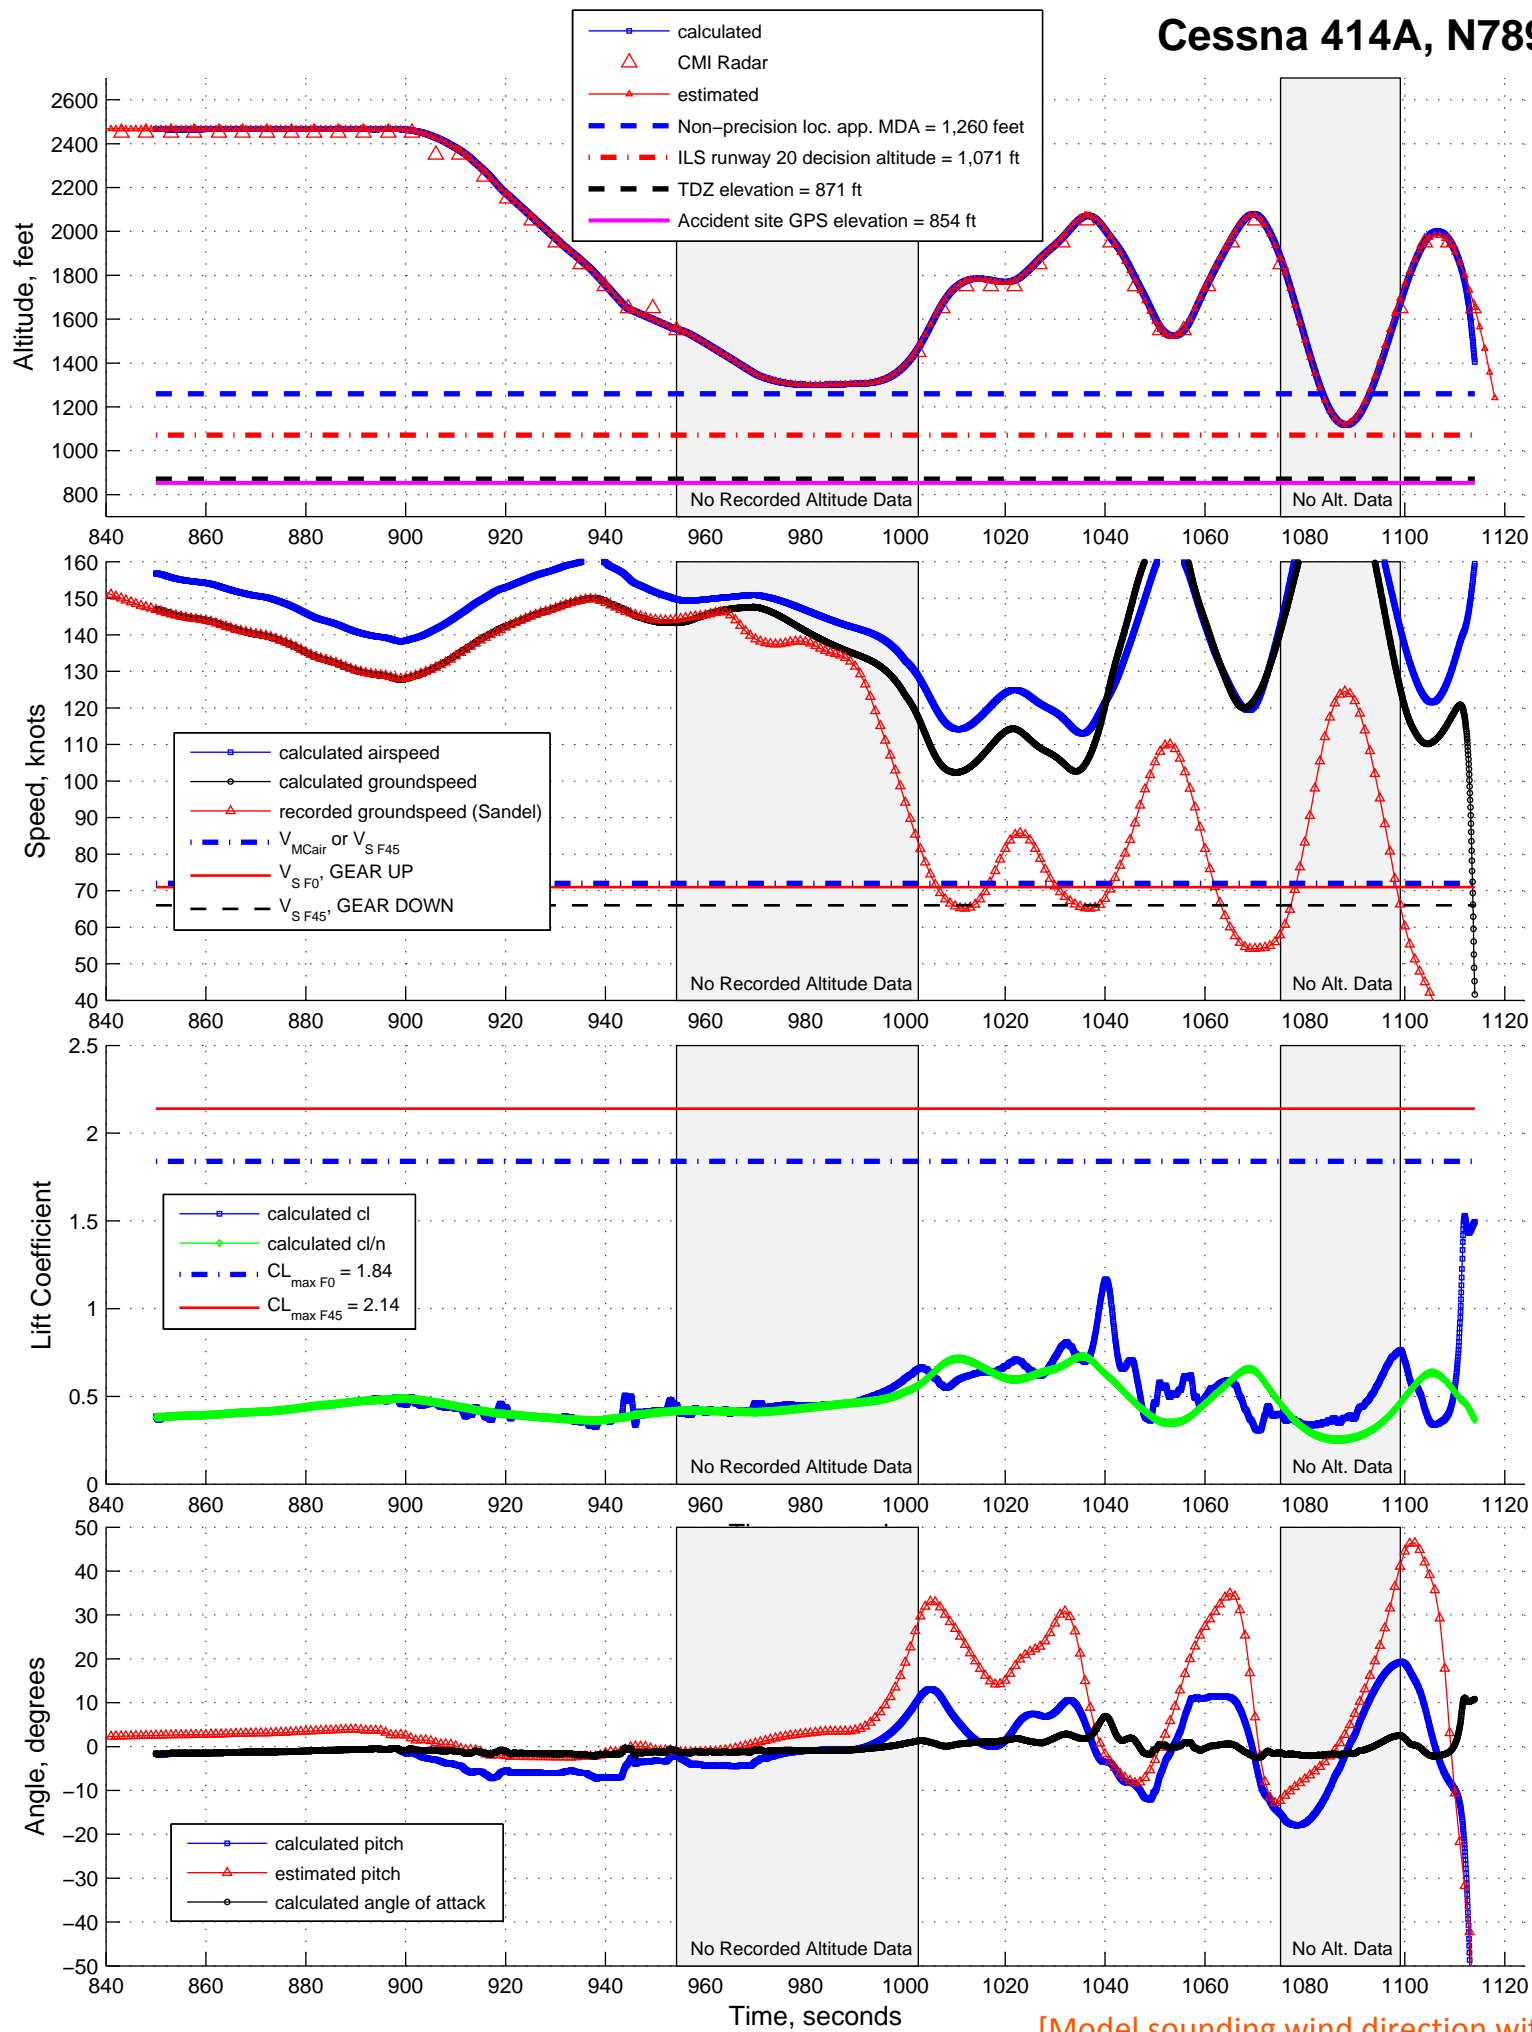 Cessna 414A, N789
calculated
CMI Radar
estimated
Non−precision loc. app. MDA = 1,260 feet
ILS runway 20 decision altitude = 1,071 ft
TDZ elevation = 871 ft
Accident site GPS elevation = 854 ft
Altitude, feet
2600
2400
2200
2000
1800
1600
1400
1200
1000
800
No Recorded Altitude Data
No Alt. Data
840 860 880 900 920 940 960 980 1000 1020 1040 1060 1080 1100 1120
Speed, knots
160
150
140
130
120
110
100
90
80
70
60
50
40
calculated airspeed
calculated groundspeed
recorded groundspeed (Sandel)
VMCair or VS F45
VS F0, GEAR UP
VS F45, GEAR DOWN
No Recorded Altitude Data
No Alt. Data
840 860 880 900 920 940 960 980 1000 1020 1040 1060 1080 1100 1120
Lift Coefficient
2.5
2
1.5
1
0.5
0
calculated cl
calculated cl/n
CLmax F0 = 1.84
CLmax F45 = 2.14
No Recorded Altitude Data
No Alt. Data
840 860 880 900 920 940 960 980 1000 1020 1040 1060 1080 1100 1120
Angle, degrees
50
40
30
20
10
0
−10
−20
−30
−40
−50
calculated pitch
estimated pitch
calculated angle of attack
No Recorded Altitude Data
No Alt. Data
840 860 880 900 920 940 960 980 1000 1020 1040 1060 1080 1100 1120
Time, seconds
[Model sounding wind direction wit